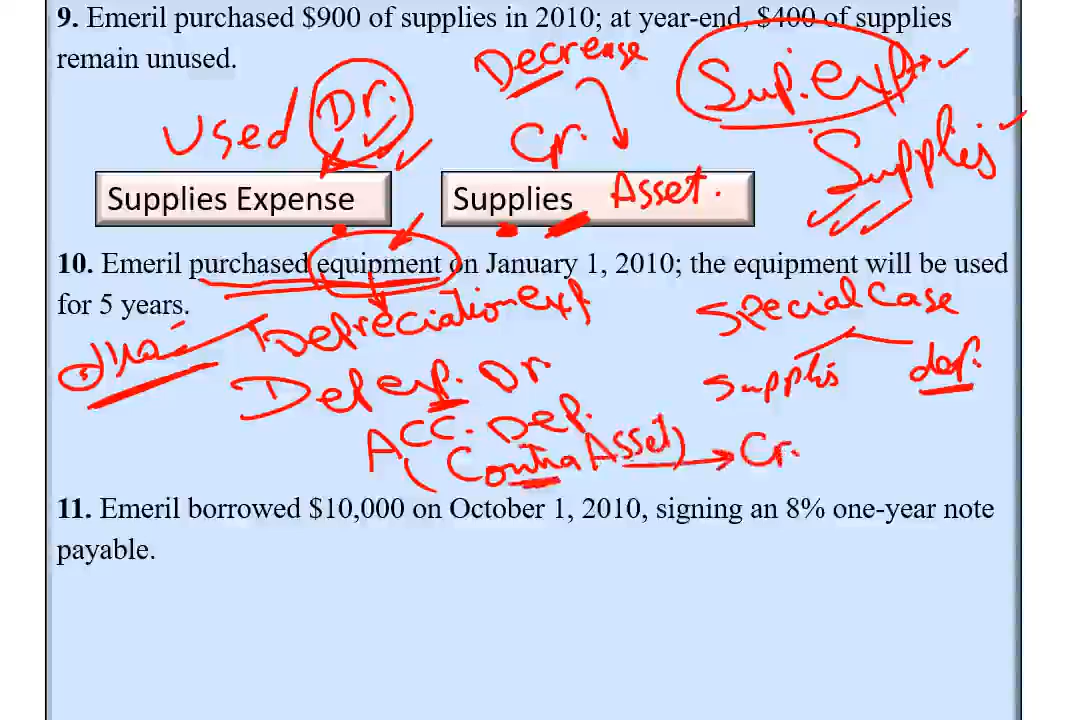 9. Emeril purchased $900 of supplies in 2010; at year-end, $400 of supplies
remain unused.
Decrease
Sup.exp
Used Dr.
Cr.
Supplies
Supplies Expense
Supplies Asset.
10. Emeril purchased equipment on January 1, 2010; the equipment will be used
for 5 years.
Depreciation exp
Special Case
Supplis dep.
Dep exp. Dr
Acc. Dep.
(Contra Asset) → Cr.
11. Emeril borrowed $10,000 on October 1, 2010, signing an 8% one-year note
payable.